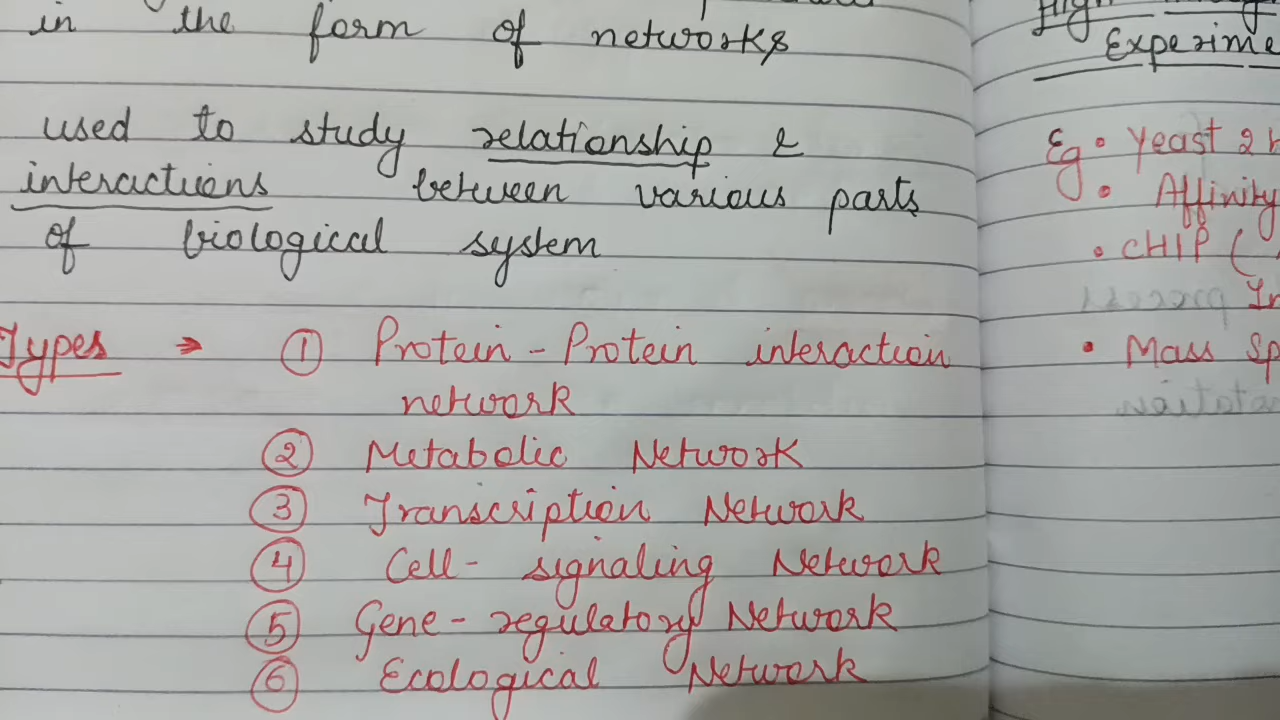 in the form of networks
used to study relationship &
interactions between various parts
of biological system
Types → ① Protein - Protein interaction
network
② Metabolic Network
③ Transcription Network
④ Cell - signaling Network
⑤ Gene - regulatory Network
⑥ Ecological Network
High
Experime
Eg • Yeast 2 h
• Affinity
• CHIP (
• Mass Sp